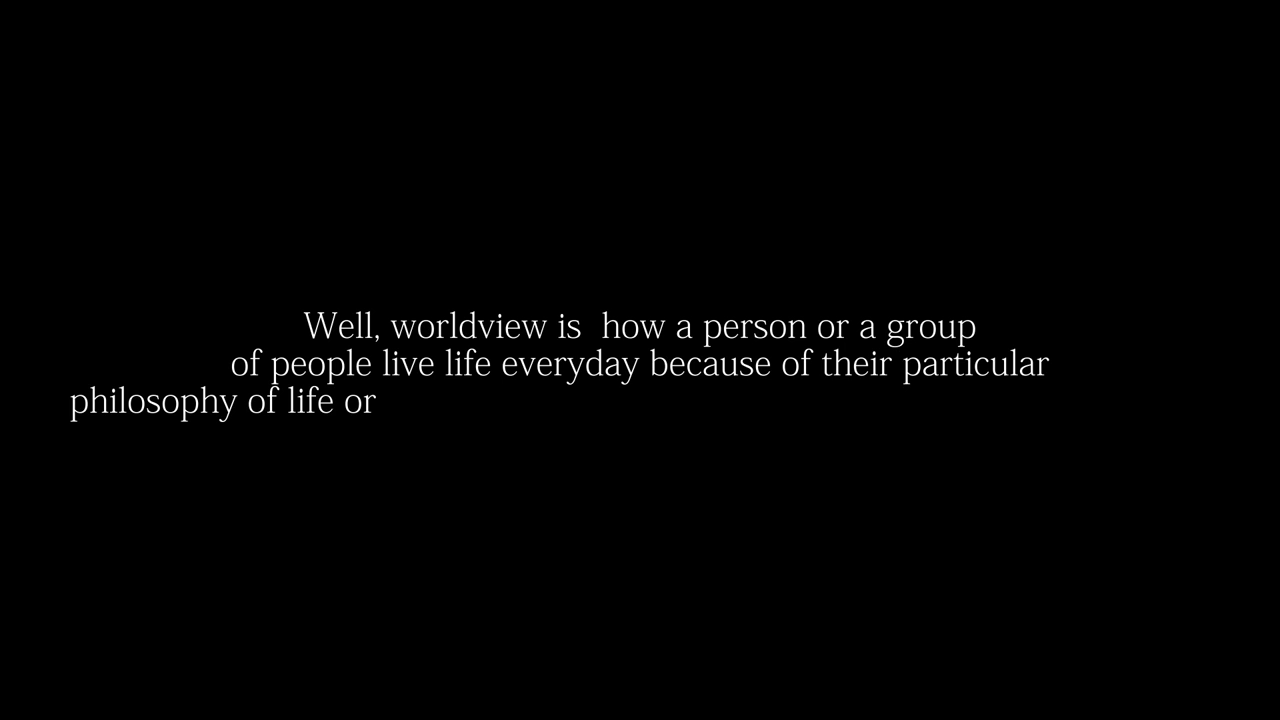 Well, worldview is  how a person or a group
of people live life everyday because of their particular
philosophy of life or